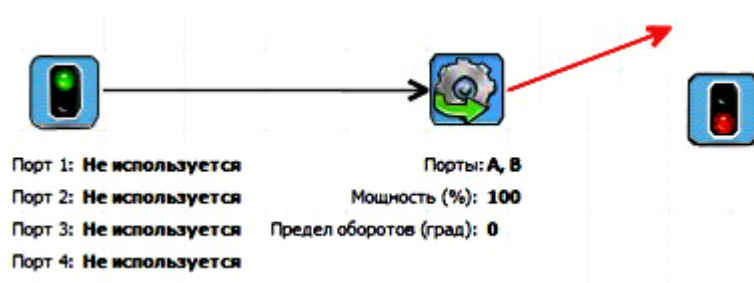 Порт 1: Не используется
Порт 2: Не используется
Порт 3: Не используется
Порт 4: Не используется
Порты: A, B
Мощность (%): 100
Предел оборотов (град): 0